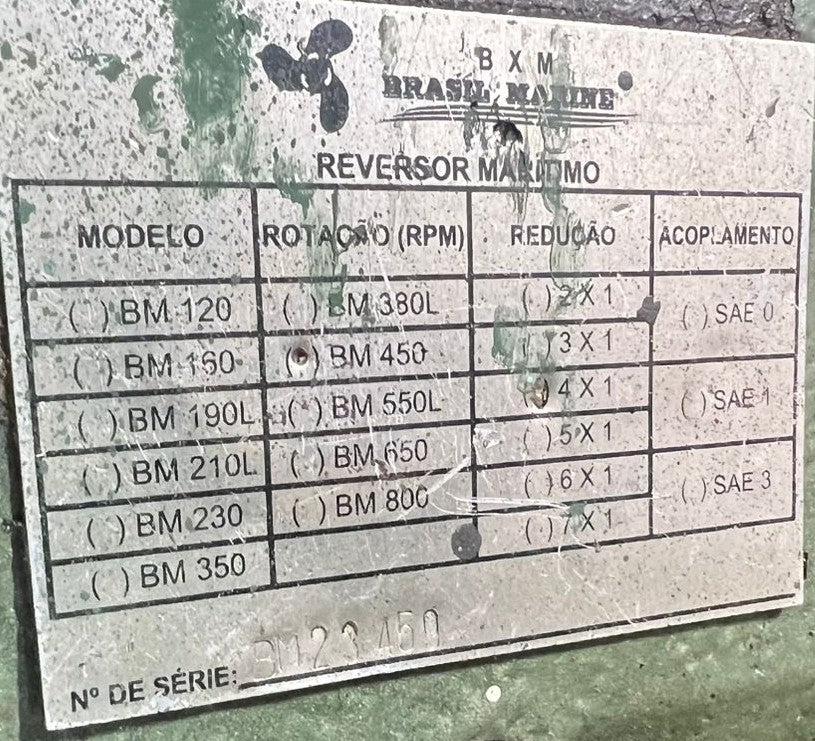 B X M
BRASIL MARINE
REVERSOR MARÍTIMO
MODELO ROTAÇÃO (RPM) REDUÇÃO ACOPLAMENTO
( ) BM 120 ( ) BM 380L ( ) 2 X 1 ( ) SAE 0
( ) BM 160 ( ) BM 450 ( ) 3 X 1
( ) BM 190L ( ) BM 550L ( ) 4 X 1 ( ) SAE 1
( ) BM 210L ( ) BM 650 ( ) 5 X 1
( ) BM 230 ( ) BM 800 ( ) 6 X 1 ( ) SAE 3
( ) BM 350 ( ) 7 X 1
Nº DE SÉRIE: BM23450